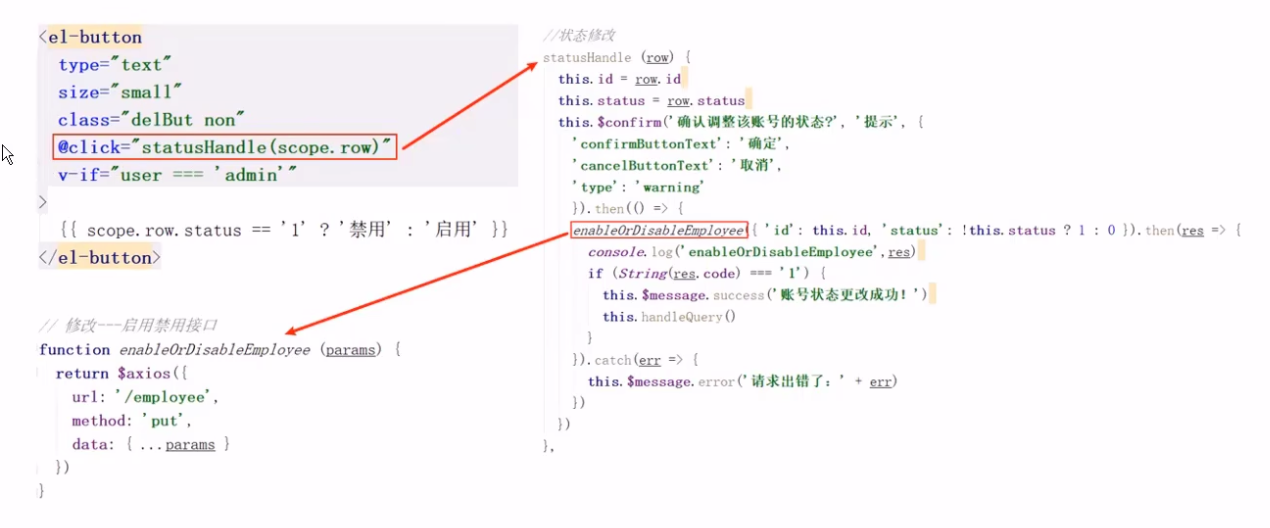 <el-button
type="text"
size="small"
class="delBut non"
@click="statusHandle(scope.row)"
v-if="user === 'admin'"
>
{{ scope.row.status == '1' ? '禁用' : '启用' }}
</el-button>
// 修改---启用禁用接口
function enableOrDisableEmployee (params) {
return $axios({
url: '/employee',
method: 'put',
data: { ...params }
})
}
//状态修改
statusHandle (row) {
this.id = row.id
this.status = row.status
this.$confirm('确认调整该账号的状态?', '提示', {
'confirmButtonText': '确定',
'cancelButtonText': '取消',
'type': 'warning'
}).then(() => {
enableOrDisableEmployee({ 'id': this.id, 'status': !this.status ? 1 : 0 }).then(res => {
console.log('enableOrDisableEmployee',res)
if (String(res.code) === '1') {
this.$message.success('账号状态更改成功！')
this.handleQuery()
}
}).catch(err => {
this.$message.error('请求出错了：' + err)
})
})
},